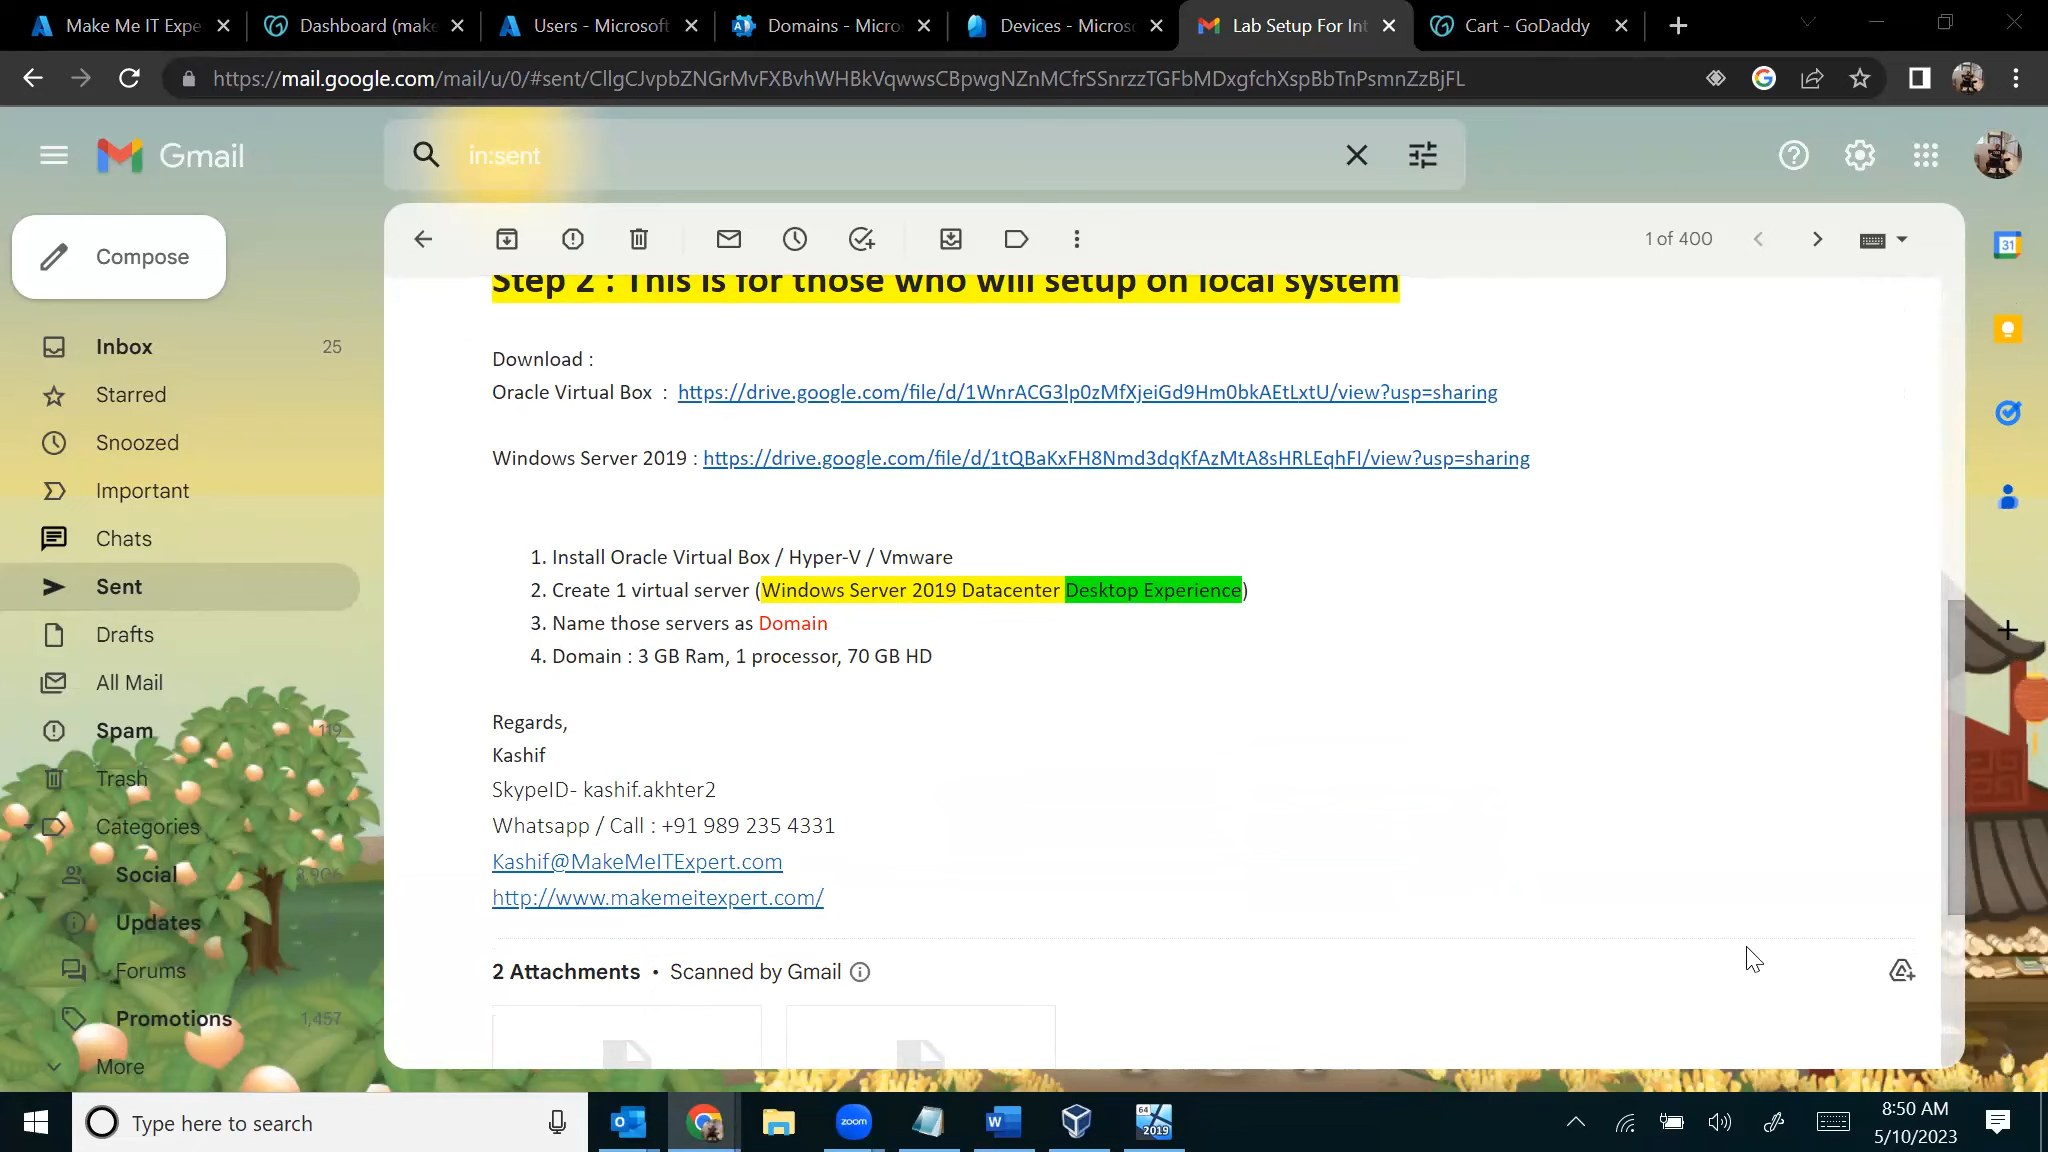 Make Me IT Expe
Dashboard (make
Users - Microsoft
Domains - Micro
Devices - Micros
Lab Setup For Int
Cart - GoDaddy
https://mail.google.com/mail/u/0/#sent/CllgCJvpbZNGrMvFXBvhWHBkVqwwsCBpwgNZnMCfrSSnrzzTGFbMDxgfchXspBbTnPsmnZzBjFL
Gmail
in:sent
Compose
1 of 400
Inbox 25
Starred
Snoozed
Important
Chats
Sent
Drafts
All Mail
Spam 119
Trash
Categories
Social
Updates
Forums
Promotions 1,457
More
Step 2 : This is for those who will setup on local system
Download :
Oracle Virtual Box : https://drive.google.com/file/d/1WnrACG3lp0zMfXjeiGd9Hm0bkAEtLxtU/view?usp=sharing
Windows Server 2019 : https://drive.google.com/file/d/1tQBaKxFH8Nmd3dqKfAzMtA8sHRLEqhFI/view?usp=sharing
1. Install Oracle Virtual Box / Hyper-V / Vmware
2. Create 1 virtual server (Windows Server 2019 Datacenter Desktop Experience)
3. Name those servers as Domain
4. Domain : 3 GB Ram, 1 processor, 70 GB HD
Regards,
Kashif
SkypeID- kashif.akhter2
Whatsapp / Call : +91 989 235 4331
Kashif@MakeMeITExpert.com
http://www.makemeitexpert.com/
2 Attachments • Scanned by Gmail
31
Type here to search
zoom
64
2019
8:50 AM
5/10/2023